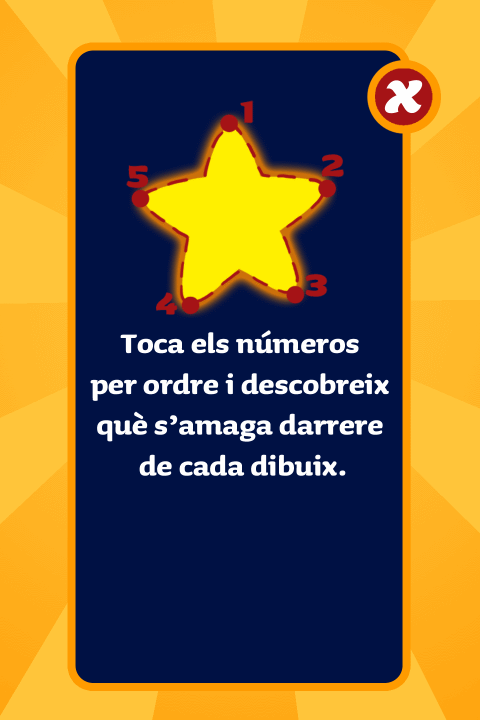 X
1
2
5
3
4
Toca els números
per ordre i descobreix
què s’amaga darrere
de cada dibuix.